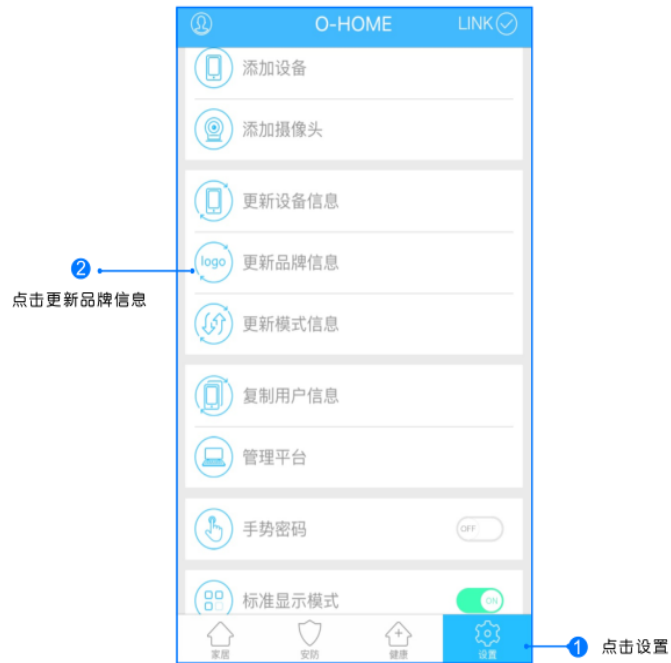 O-HOME
LINK
添加设备
添加摄像头
更新设备信息
logo
更新品牌信息
2
点击更新品牌信息
更新模式信息
复制用户信息
管理平台
手势密码
OFF
标准显示模式
ON
家居
安防
健康
设置
1 点击设置